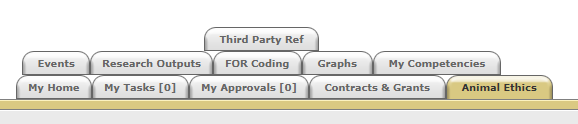 Third Party Ref
Events Research Outputs FOR Coding Graphs My Competencies
My Home My Tasks [0] My Approvals [0] Contracts & Grants Animal Ethics